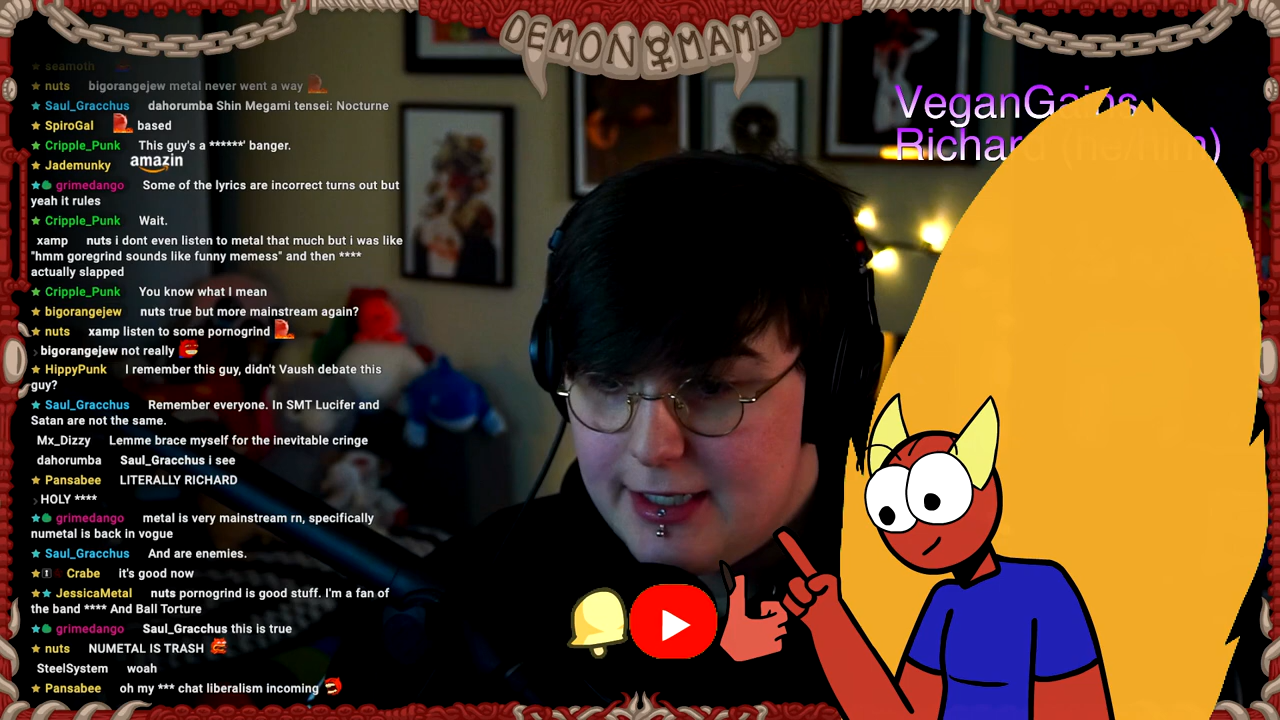 DEMON MAMA
seamoth
nuts bigorangejew metal never went a way
Saul_Gracchus dahorumba Shin Megami tensei: Nocturne
SpiroGal based
Cripple_Punk This guy's a ******' banger.
Jademunky amazin
grimedango Some of the lyrics are incorrect turns out but
yeah it rules
Cripple_Punk Wait.
xamp nuts i dont even listen to metal that much but i was like
"hmm goregrind sounds like funny memess" and then ****
actually slapped
Cripple_Punk You know what I mean
bigorangejew nuts true but more mainstream again?
nuts xamp listen to some pornogrind
bigorangejew not really
HippyPunk I remember this guy, didn't Vaush debate this
guy?
Saul_Gracchus Remember everyone. In SMT Lucifer and
Satan are not the same.
Mx_Dizzy Lemme brace myself for the inevitable cringe
dahorumba Saul_Gracchus i see
Pansabee LITERALLY RICHARD
HOLY ****
grimedango metal is very mainstream rn, specifically
numetal is back in vogue
Saul_Gracchus And are enemies.
Crabe it's good now
JessicaMetal nuts pornogrind is good stuff. I'm a fan of
the band **** And Ball Torture
grimedango Saul_Gracchus this is true
nuts NUMETAL IS TRASH
SteelSystem woah
Pansabee oh my *** chat liberalism incoming
VeganGains
Richard (he/him)